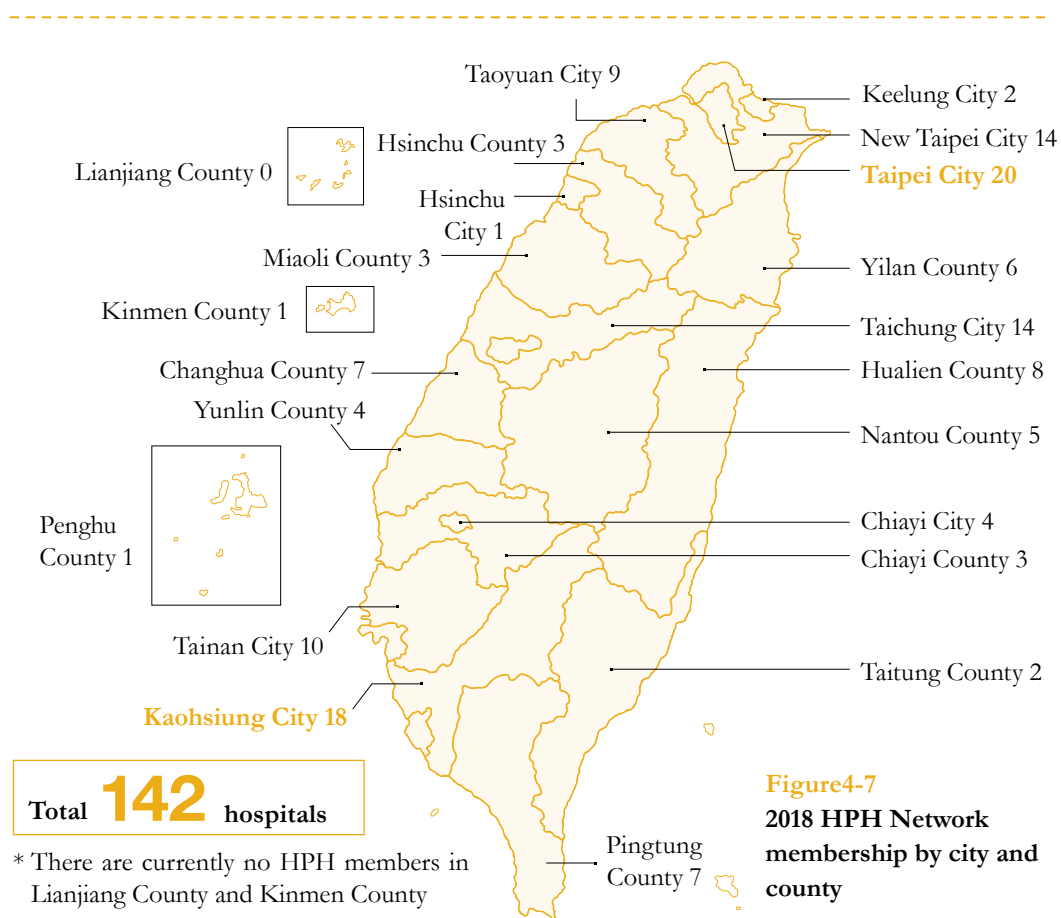 Taoyuan City 9
Keelung City 2
Hsinchu County 3
New Taipei City 14
Lianjiang County 0
Taipei City 20
Hsinchu
City 1
Miaoli County 3
Yilan County 6
Kinmen County 1
Taichung City 14
Changhua County 7
Hualien County 8
Yunlin County 4
Nantou County 5
Penghu
County 1
Chiayi City 4
Chiayi County 3
Tainan City 10
Taitung County 2
Kaohsiung City 18
Total 142 hospitals
* There are currently no HPH members in
Lianjiang County and Kinmen County
Pingtung
County 7
Figure4-7
2018 HPH Network
membership by city and
county